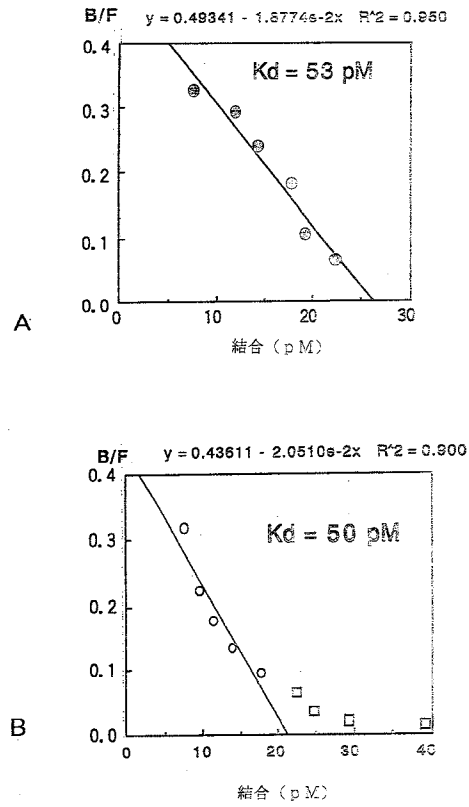 B/F y = 0.49341 - 1.8774e-2x R^2 = 0.950
0.4
Kd = 53 pM
0.3
0.2
0.1
0.0
0 10 20 30
A
結合 (pM)
B/F y = 0.43611 - 2.0510e-2x R^2 = 0.900
0.4
Kd = 50 pM
0.3
0.2
0.1
0.0
0 10 20 30 40
B
結合 (pM)